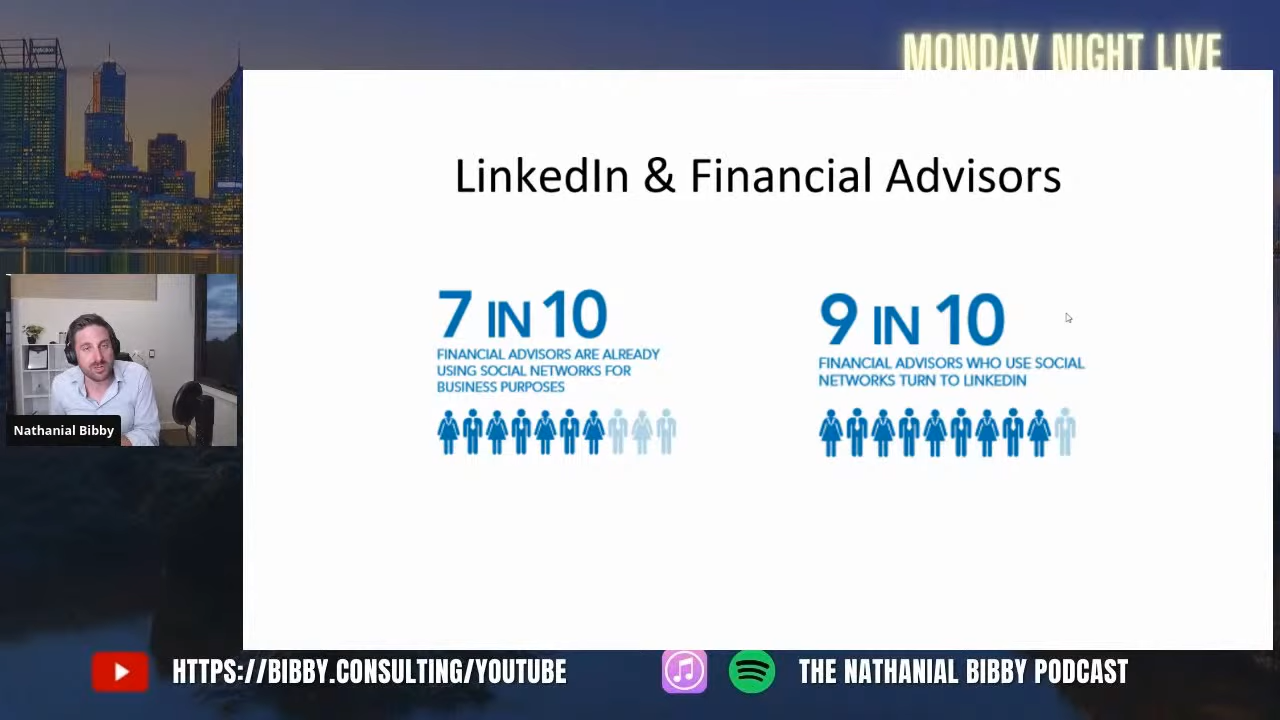 MONDAY NIGHT LIVE
LinkedIn & Financial Advisors
7 IN 10
FINANCIAL ADVISORS ARE ALREADY
USING SOCIAL NETWORKS FOR
BUSINESS PURPOSES
9 IN 10
FINANCIAL ADVISORS WHO USE SOCIAL
NETWORKS TURN TO LINKEDIN
Nathanial Bibby
HTTPS://BIBBY.CONSULTING/YOUTUBE
THE NATHANIAL BIBBY PODCAST